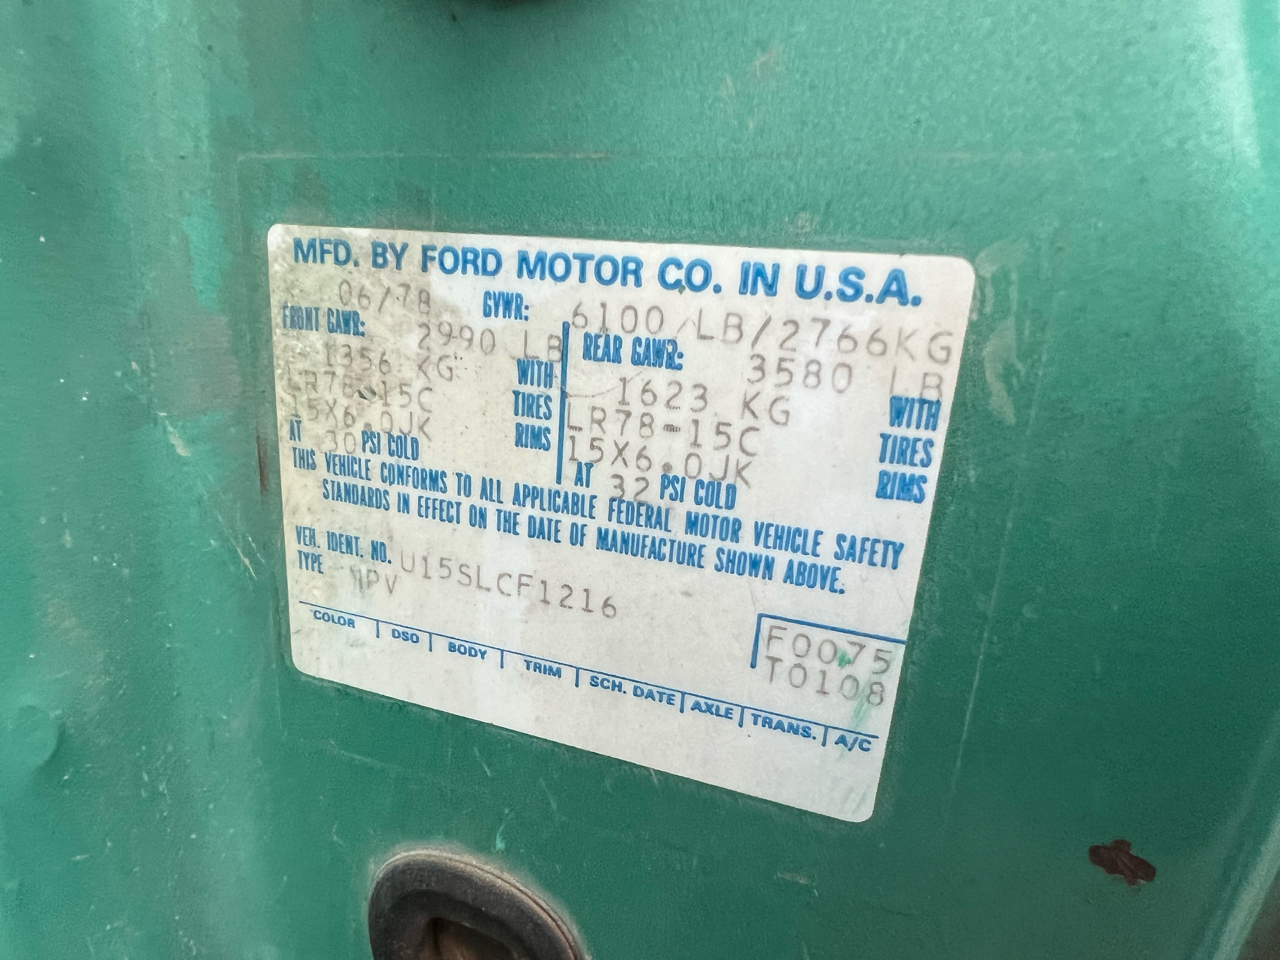 MFD. BY FORD MOTOR CO. IN U.S.A.
06/78 GVWR: 6100 LB/2766KG
FRONT GAWR: 2990 LB REAR GAWR: 3580 LB
1356 KG WITH 1623 KG WITH
LR78-15C TIRES LR78-15C TIRES
15X6.0JK RIMS 15X6.0JK RIMS
AT 30 PSI COLD AT 32 PSI COLD
THIS VEHICLE CONFORMS TO ALL APPLICABLE FEDERAL MOTOR VEHICLE SAFETY
STANDARDS IN EFFECT ON THE DATE OF MANUFACTURE SHOWN ABOVE.
VEH. IDENT. NO. U15SLCF1216
TYPE MPV
F0075
T0108
COLOR DSO BODY TRIM SCH. DATE AXLE TRANS. A/C